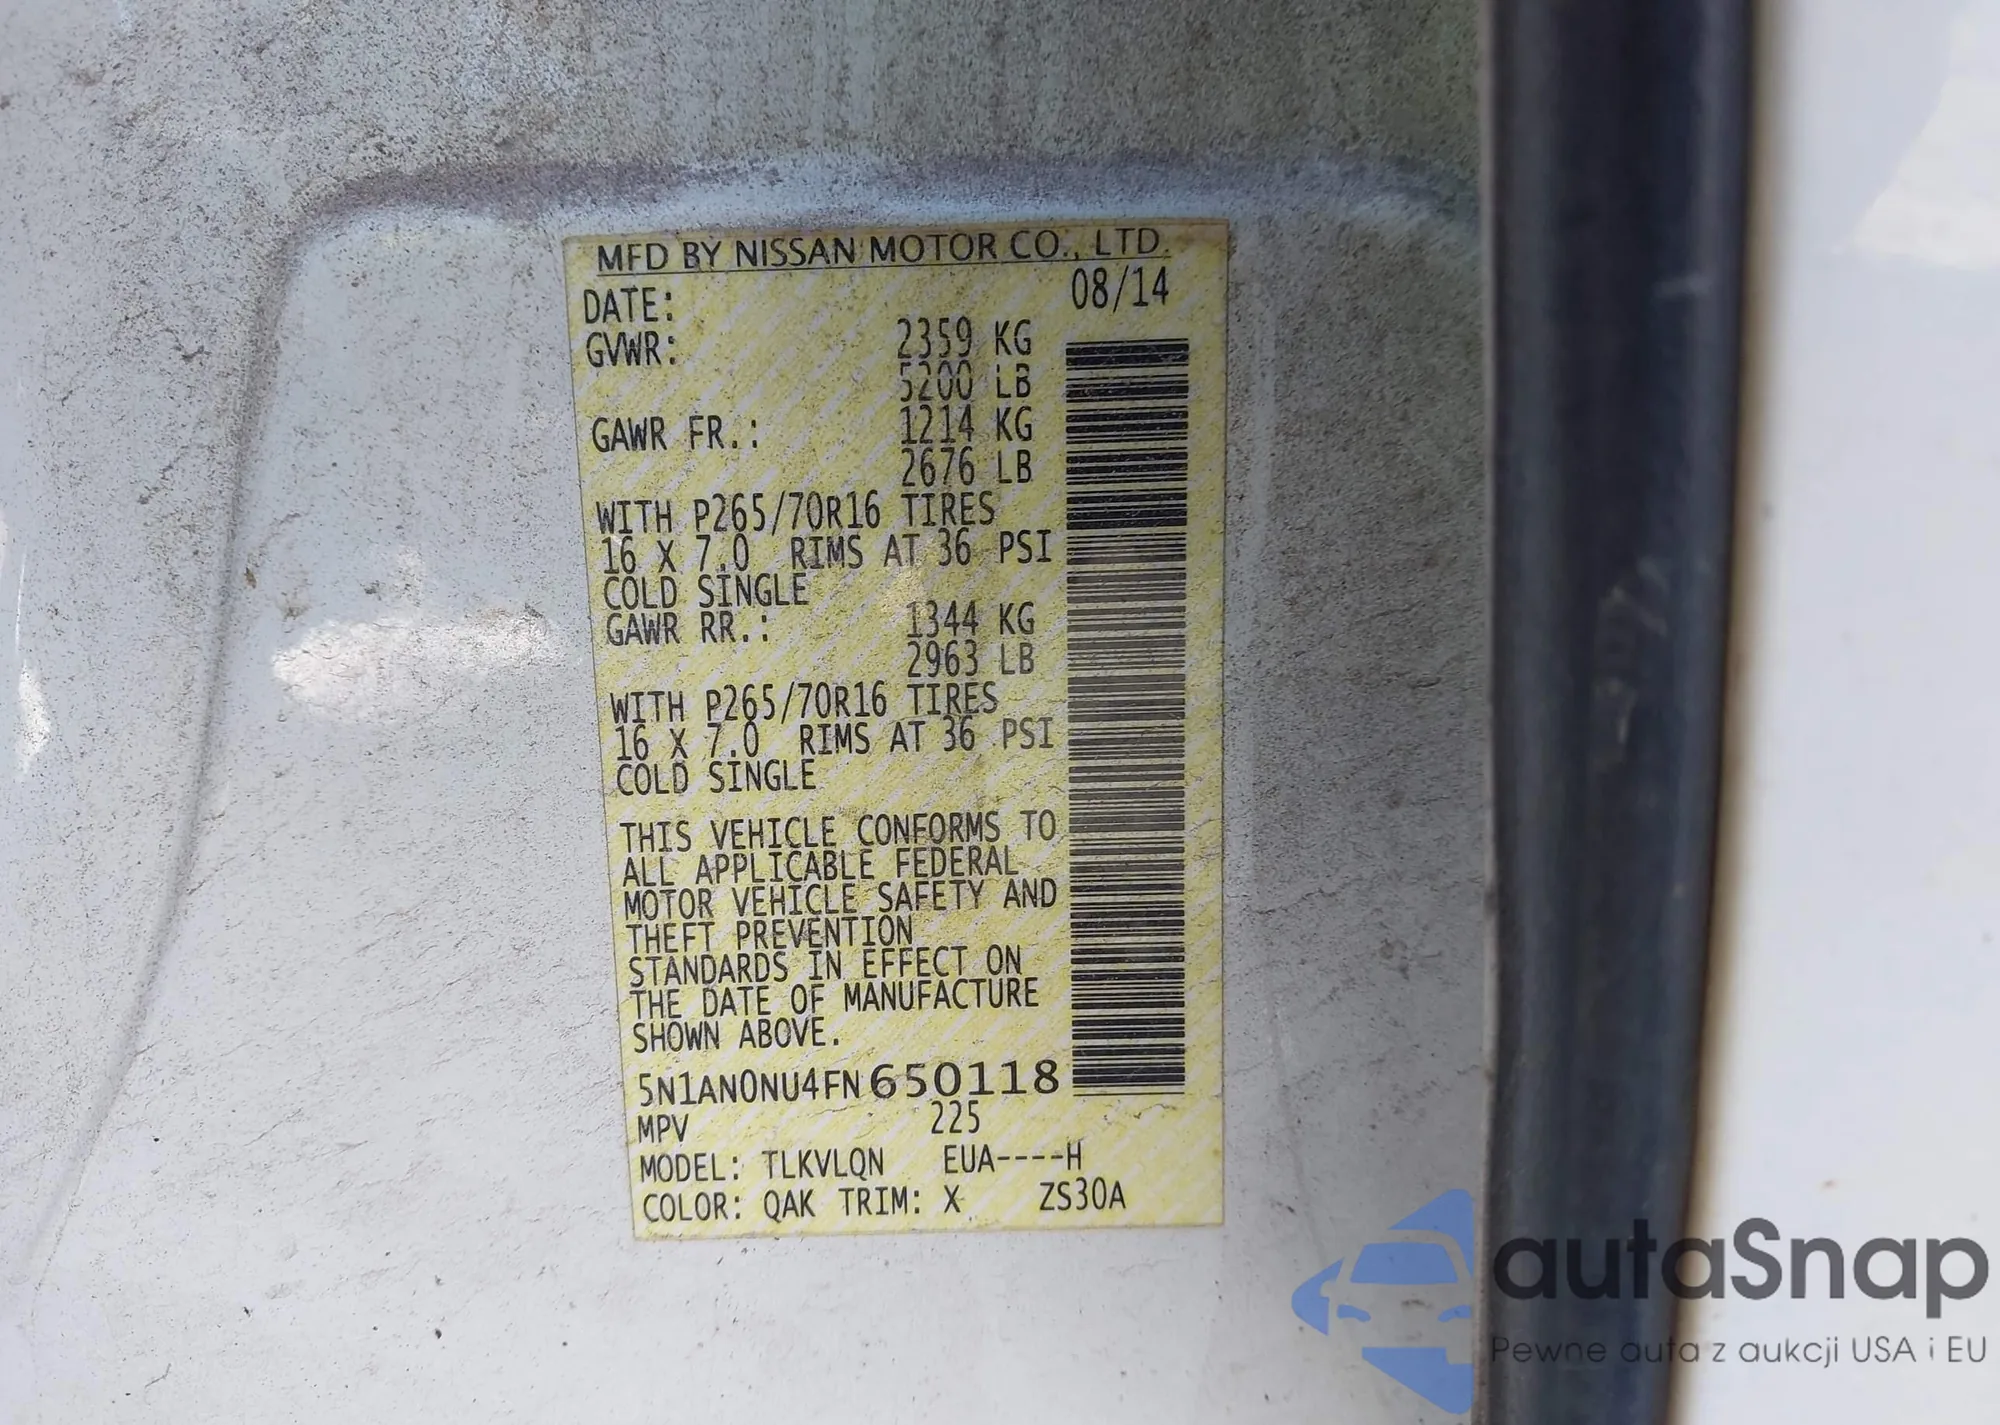 MFD BY NISSAN MOTOR CO., LTD.
DATE: 08/14
GVWR: 2359 KG
5200 LB
GAWR FR.: 1214 KG
2676 LB
WITH P265/70R16 TIRES
16 X 7.0 RIMS AT 36 PSI
COLD SINGLE
GAWR RR.: 1344 KG
2963 LB
WITH P265/70R16 TIRES
16 X 7.0 RIMS AT 36 PSI
COLD SINGLE
THIS VEHICLE CONFORMS TO
ALL APPLICABLE FEDERAL
MOTOR VEHICLE SAFETY AND
THEFT PREVENTION
STANDARDS IN EFFECT ON
THE DATE OF MANUFACTURE
SHOWN ABOVE.
5N1AN0NU4FN650118
MPV 225
MODEL: TLKVLQN EUA----H
COLOR: QAK TRIM: X ZS30A
autaSnap
Pewne auta z aukcji USA i EU